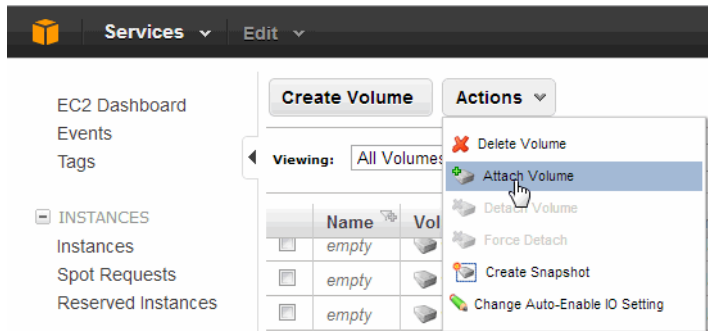 Services Edit
EC2 Dashboard
Events
Tags
INSTANCES
Instances
Spot Requests
Reserved Instances
Create Volume Actions
Viewing: All Volumes
Name Vol
empty
empty
empty
Delete Volume
Attach Volume
Detach Volume
Force Detach
Create Snapshot
Change Auto-Enable IO Setting